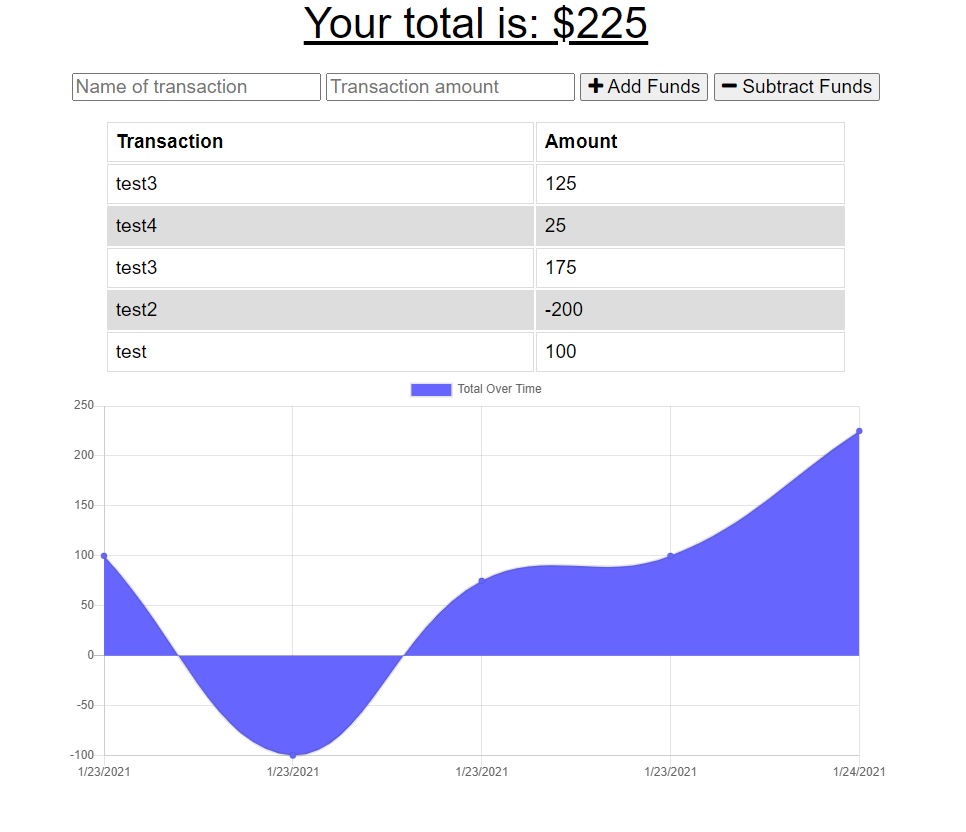 Your total is: $225
Name of transaction Transaction amount + Add Funds − Subtract Funds
Transaction Amount
test3 125
test4 25
test3 175
test2 -200
test 100
Total Over Time
250
200
150
100
50
0
-50
-100
1/23/2021 1/23/2021 1/23/2021 1/23/2021 1/24/2021